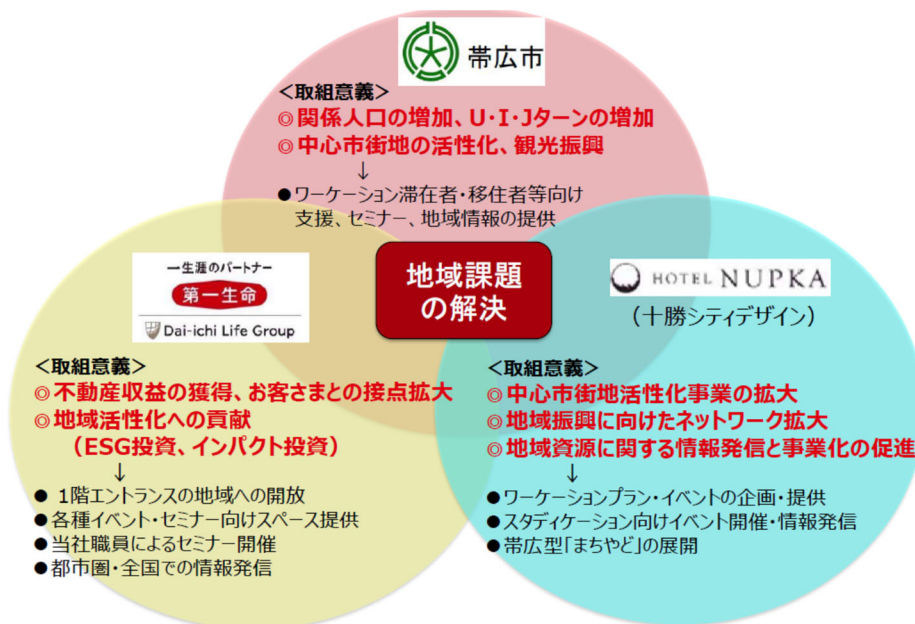 帯広市
<取組意義>
◎関係人口の増加、U・I・Jターンの増加
◎中心市街地の活性化、観光振興
↓
●ワーケーション滞在者・移住者等向け
支援、セミナー、地域情報の提供
地域課題
の解決
一生涯のパートナー
第一生命
Dai-ichi Life Group
<取組意義>
◎不動産収益の獲得、お客さまとの接点拡大
◎地域活性化への貢献
（ESG投資、インパクト投資）
↓
● 1階エントランスの地域への開放
●各種イベント・セミナー向けスペース提供
●当社職員によるセミナー開催
●都市圏・全国での情報発信
HOTEL NUPKA
（十勝シティデザイン）
<取組意義>
◎中心市街地活性化事業の拡大
◎地域振興に向けたネットワーク拡大
◎地域資源に関する情報発信と事業化の促進
↓
●ワーケーションプラン・イベントの企画・提供
●スタディケーション向けイベント開催・情報発信
●帯広型「まちやど」の展開